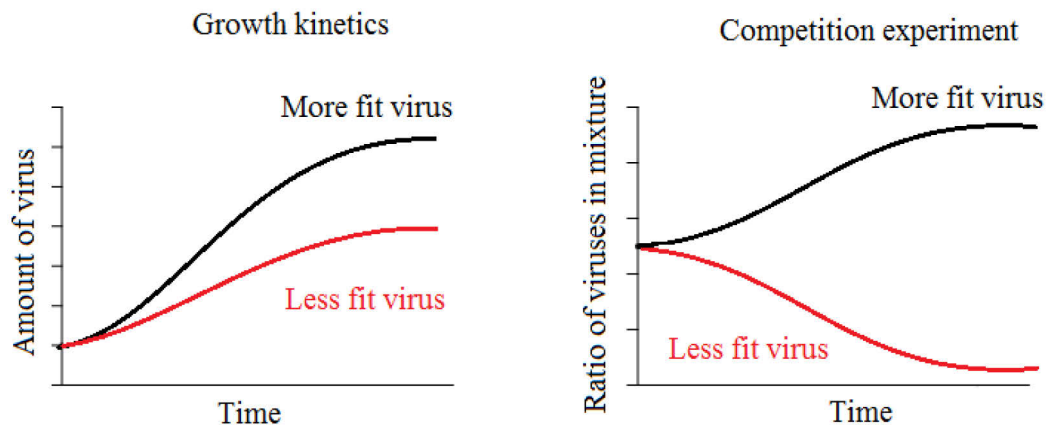 Growth kinetics
Amount of virus
More fit virus
Less fit virus
Time
Competition experiment
Ratio of viruses in mixture
More fit virus
Less fit virus
Time